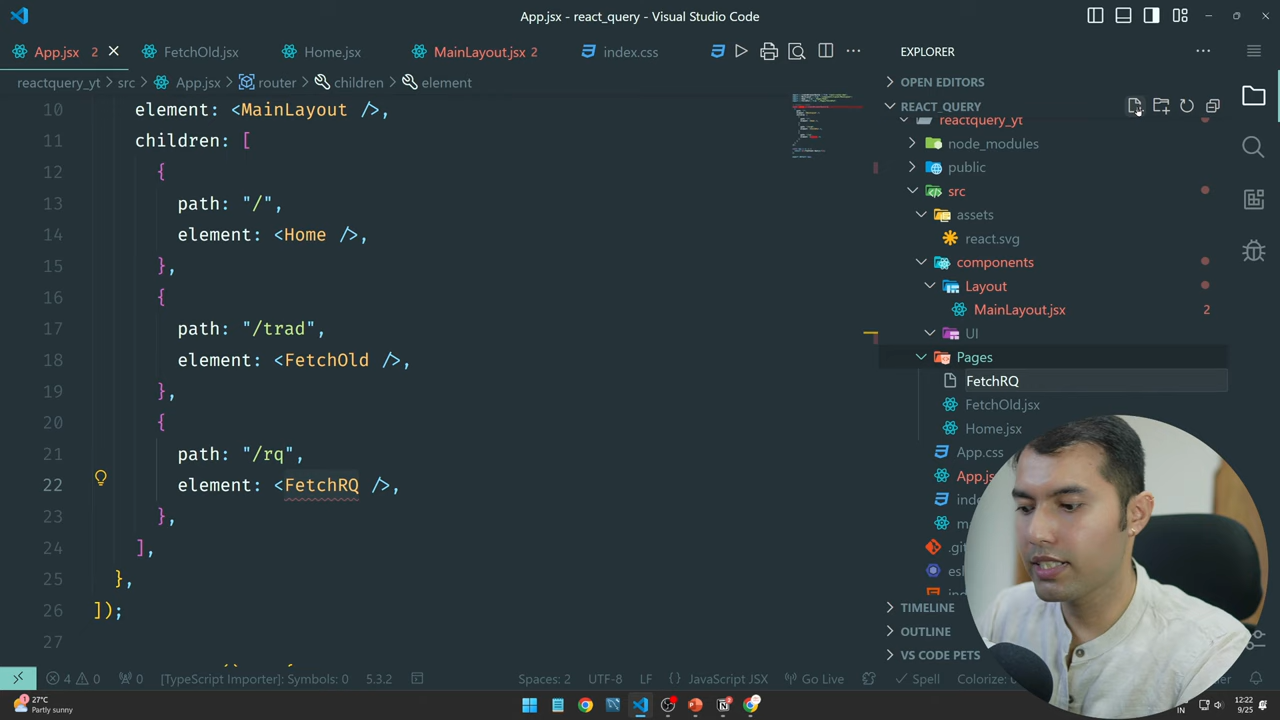 App.jsx - react_query - Visual Studio Code
App.jsx 2
FetchOld.jsx
Home.jsx
MainLayout.jsx 2
index.css
EXPLORER
reactquery_yt > src > App.jsx > router > children > element
OPEN EDITORS
REACT_QUERY
10 element: <MainLayout />,
11 children: [
12 {
13 path: "/",
14 element: <Home />,
15 },
16 {
17 path: "/trad",
18 element: <FetchOld />,
19 },
20 {
21 path: "/rq",
22 element: <FetchRQ />,
23 },
24 ],
25 },
26 ]);
27
reactquery_yt
node_modules
public
src
assets
react.svg
components
Layout
MainLayout.jsx 2
UI
Pages
FetchRQ
FetchOld.jsx
Home.jsx
App.css
TIMELINE
OUTLINE
VS CODE PETS
4 0 0 [TypeScript Importer]: Symbols: 0 5.3.2 Spaces: 2 UTF-8 LF {} JavaScript JSX Go Live Spell
27°C
Partly sunny
IN
12:22
9/25